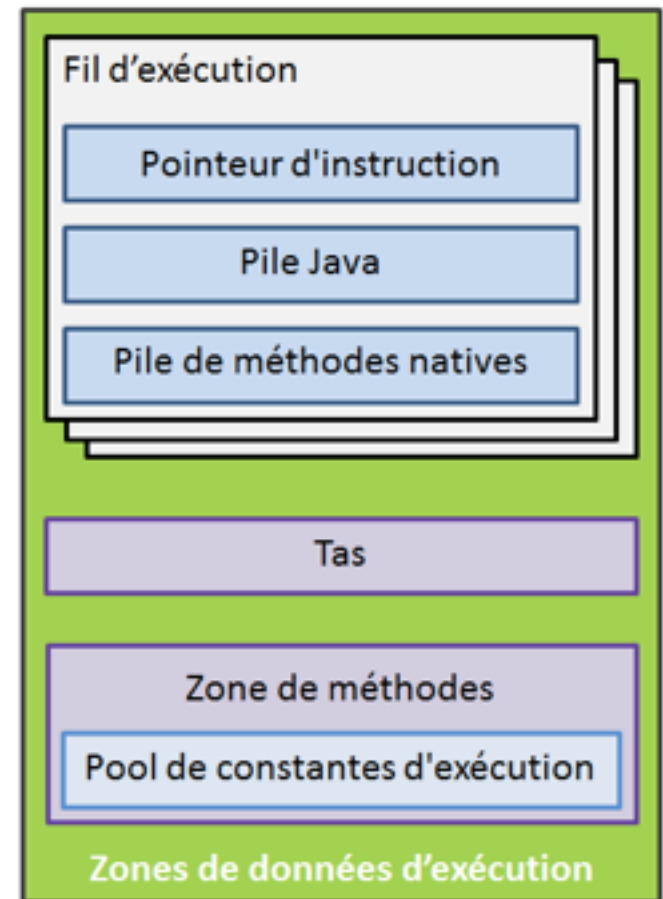 Fil d’exécution
Pointeur d'instruction
Pile Java
Pile de méthodes natives
Tas
Zone de méthodes
Pool de constantes d'exécution
Zones de données d’exécution